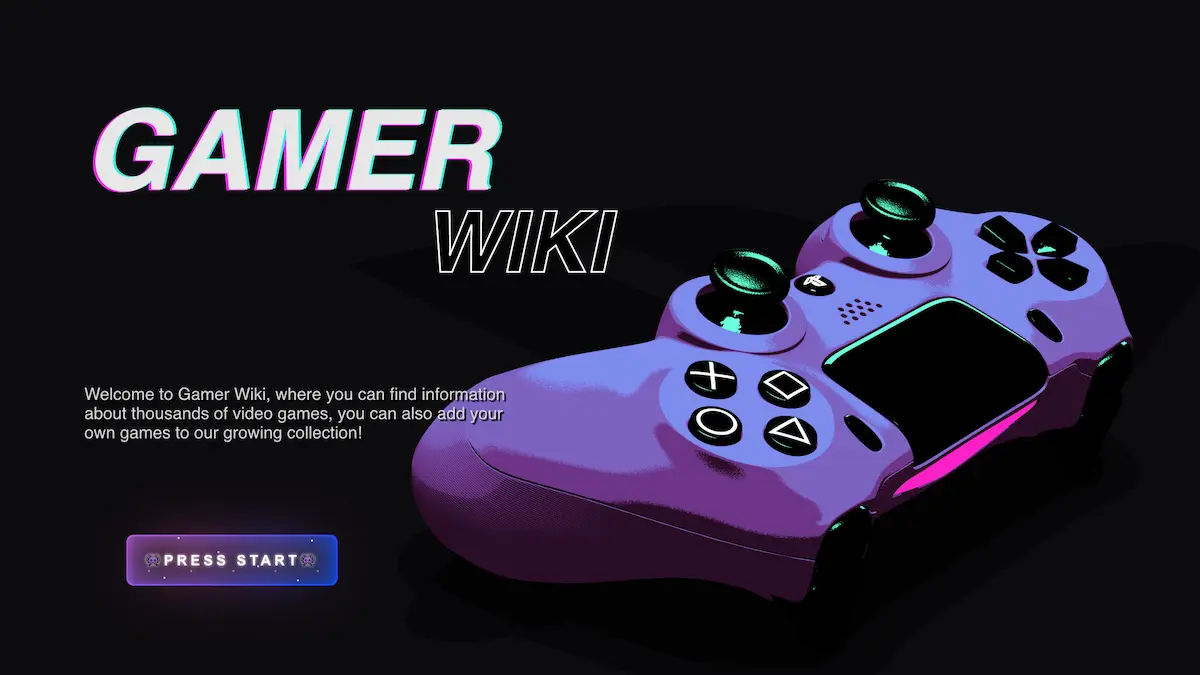 GAMER
WIKI
Welcome to Gamer Wiki, where you can find information
about thousands of video games, you can also add your
own games to our growing collection!
PRESS START